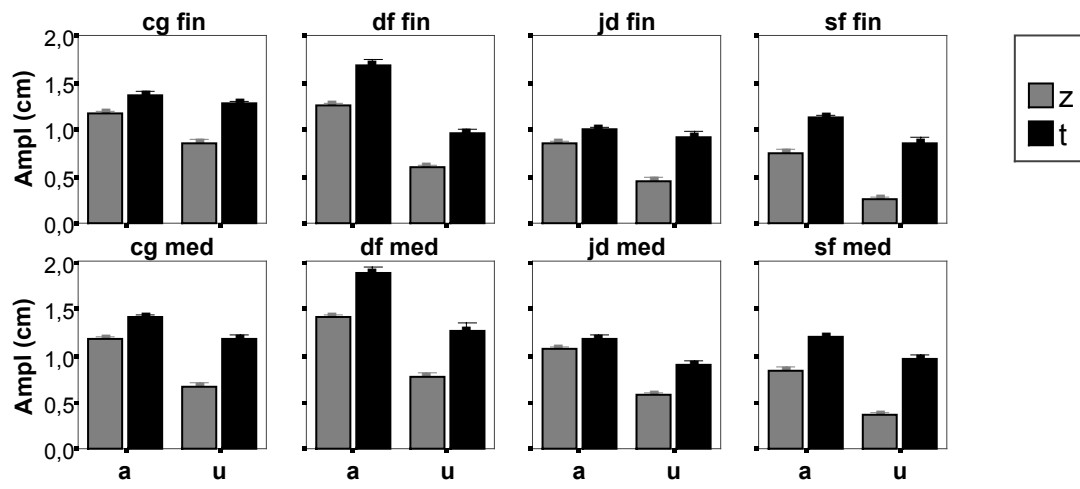 cg fin
df fin
jd fin
sf fin
Ampl (cm)
2,0
1,5
1,0
0,5
0,0
z
t
cg med
df med
jd med
sf med
Ampl (cm)
2,0
1,5
1,0
0,5
0,0
a
u
a
u
a
u
a
u